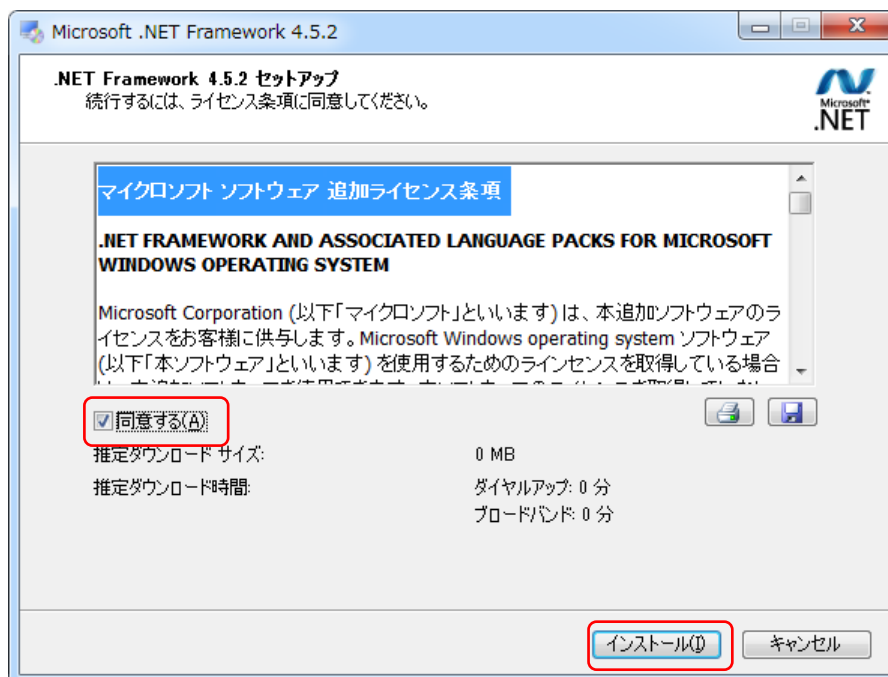 Microsoft .NET Framework 4.5.2
.NET Framework 4.5.2 セットアップ
続行するには、ライセンス条項に同意してください。
Microsoft
.NET
マイクロソフト ソフトウェア 追加ライセンス条項
.NET FRAMEWORK AND ASSOCIATED LANGUAGE PACKS FOR MICROSOFT
WINDOWS OPERATING SYSTEM
Microsoft Corporation (以下「マイクロソフト」といいます) は、本追加ソフトウェアのラ
イセンスをお客様に供与します。Microsoft Windows operating system ソフトウェア
(以下「本ソフトウェア」といいます) を使用するためのラインセンスを取得している場合
同意する(A)
推定ダウンロード サイズ:
0 MB
推定ダウンロード時間:
ダイヤルアップ: 0 分
ブロードバンド: 0 分
インストール(I)
キャンセル